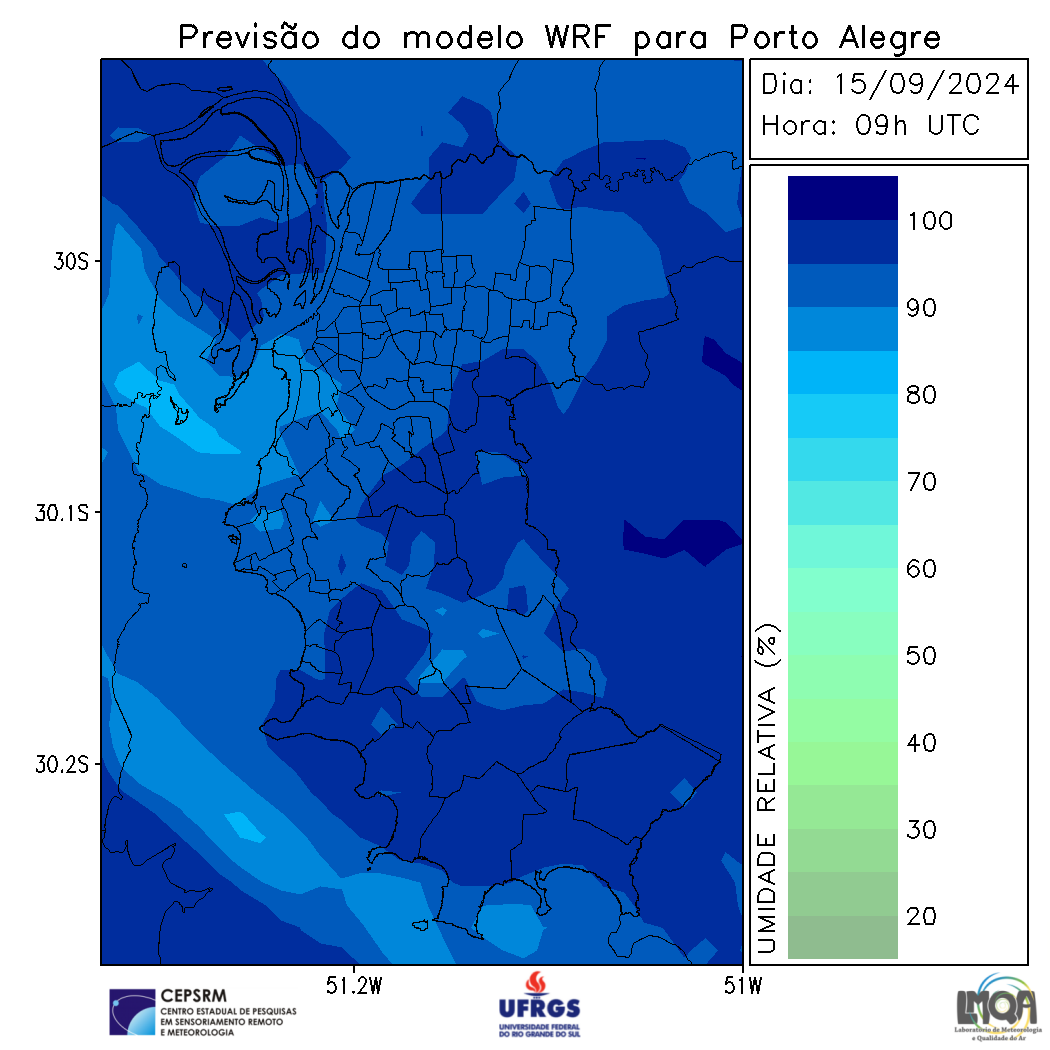 Previsão do modelo WRF para Porto Alegre
Dia: 15/09/2024
Hora: 09h UTC
30S
30.1S
30.2S
51.2W
51W
UMIDADE RELATIVA (%)
100
90
80
70
60
50
40
30
20
CEPSRM
CENTRO ESTADUAL DE PESQUISAS
EM SENSORIAMENTO REMOTO
E METEOROLOGIA
UFRGS
UNIVERSIDADE FEDERAL
DO RIO GRANDE DO SUL
LMQA
Laboratório de Meteorologia
e Qualidade do Ar